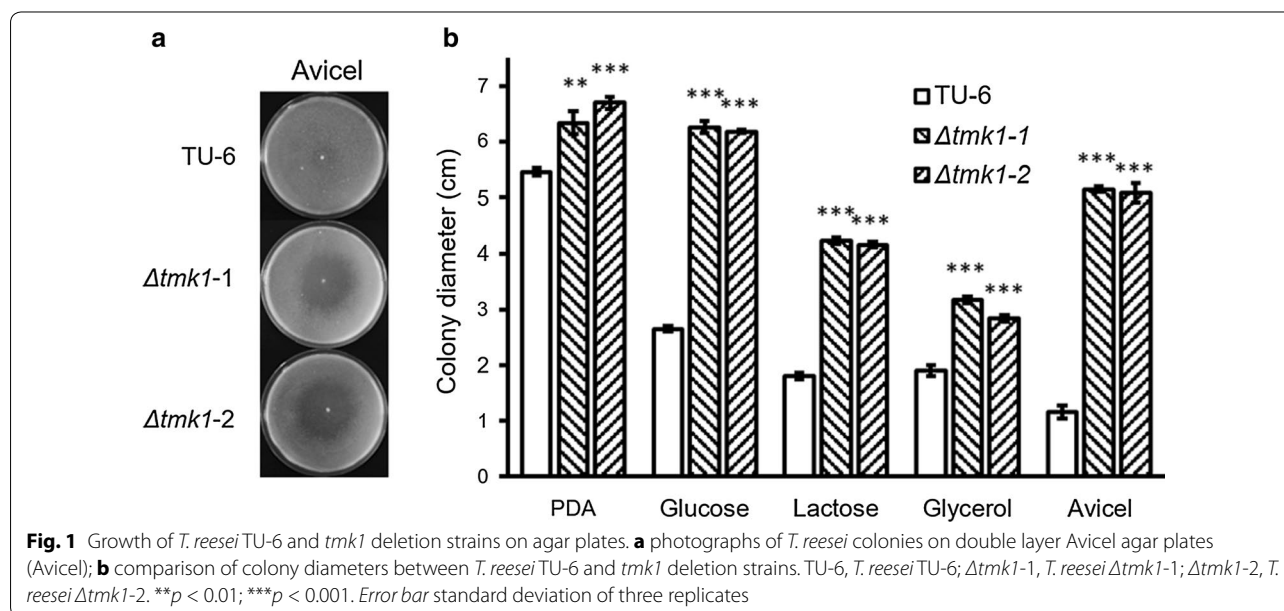 a
Avicel
TU-6
Δtmk1-1
Δtmk1-2
b
Colony diameter (cm)
7
6
5
4
3
2
1
0
** ***
*** ***
*** ***
*** ***
*** ***
TU-6
Δtmk1-1
Δtmk1-2
PDA Glucose Lactose Glycerol Avicel
Fig. 1 Growth of T. reesei TU-6 and tmk1 deletion strains on agar plates. a photographs of T. reesei colonies on double layer Avicel agar plates
(Avicel); b comparison of colony diameters between T. reesei TU-6 and tmk1 deletion strains. TU-6, T. reesei TU-6; Δtmk1-1, T. reesei Δtmk1-1; Δtmk1-2, T.
reesei Δtmk1-2. **p < 0.01; ***p < 0.001. Error bar standard deviation of three replicates